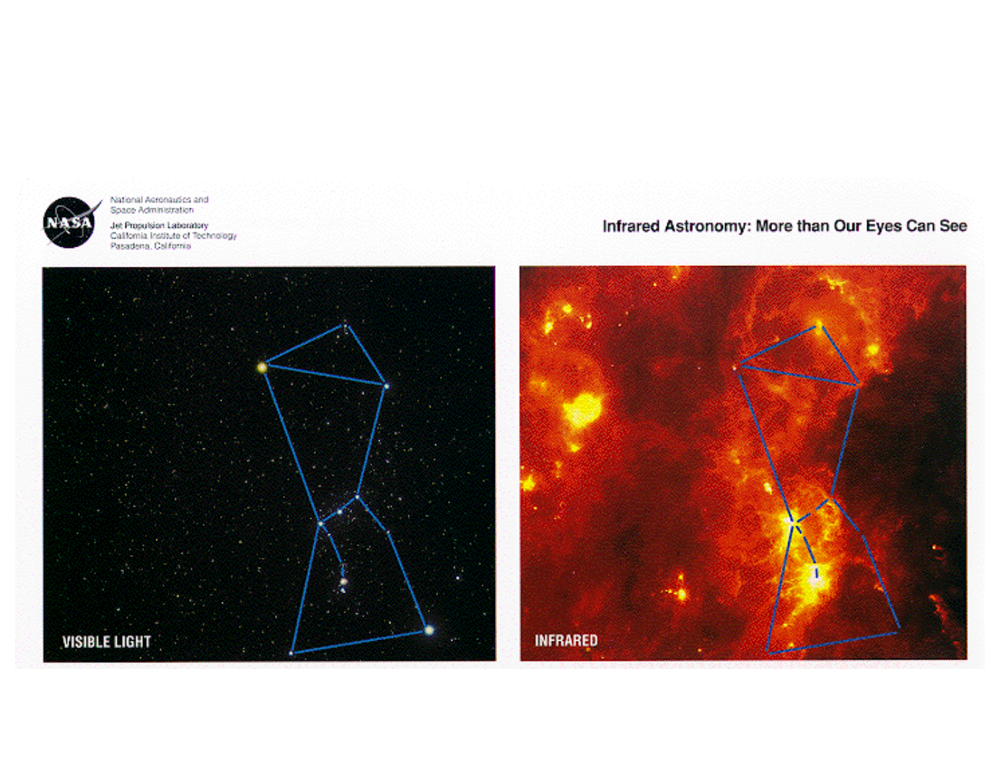 NASA
National Aeronautics and
Space Administration
Jet Propulsion Laboratory
California Institute of Technology
Pasadena, California
Infrared Astronomy: More than Our Eyes Can See
VISIBLE LIGHT
INFRARED